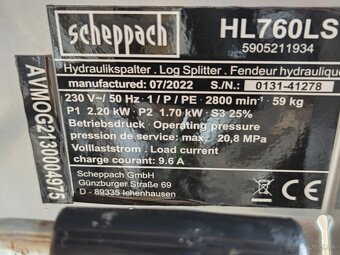 scheppach
HL760LS
5905211934
Hydraulikspalter . Log Splitter . Fendeur hydraulique
manufactured: 07/2022 S./N.: 0131-41278
230 V~/ 50 Hz · 1 / P / PE · 2800 min⁻¹ · 59 kg
P1 2.20 kW · P2 1.70 kW · S3 25%
Betriebsdruck - Operating pressure
pression de service: max. 20,8 MPa
Volllaststrom - Load current
charge courant: 9.6 A
Scheppach GmbH
Günzburger Straße 69
D - 89335 Ichenhausen
CE
AVMOG2130004975